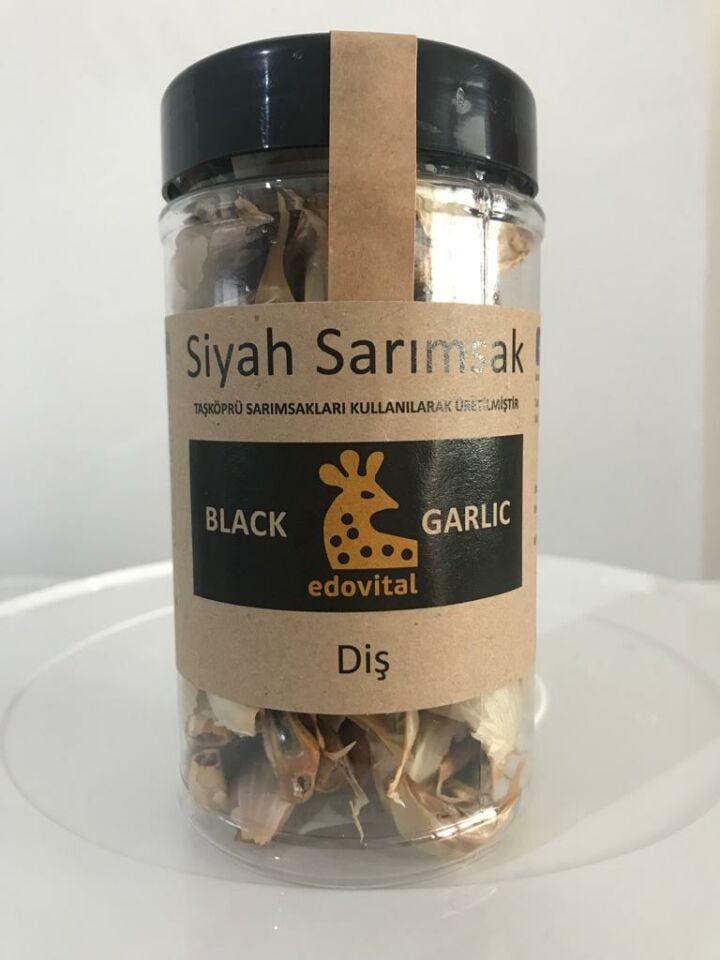 Siyah Sarımsak
TAŞKÖPRÜ SARIMSAKLARI KULLANILARAK ÜRETİLMİŞTİR
BLACK GARLIC
edovital
Diş